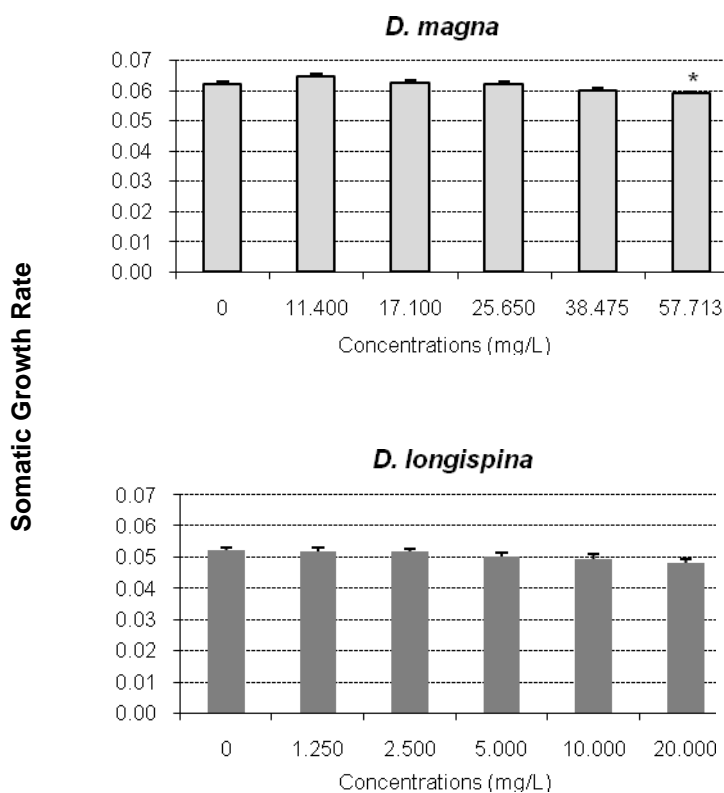 D. magna
0.07
0.06
0.05
0.04
0.03
0.02
0.01
0.00
*
0 11.400 17.100 25.650 38.475 57.713
Concentrations (mg/L)
Somatic Growth Rate
D. longispina
0.07
0.06
0.05
0.04
0.03
0.02
0.01
0.00
0 1.250 2.500 5.000 10.000 20.000
Concentrations (mg/L)